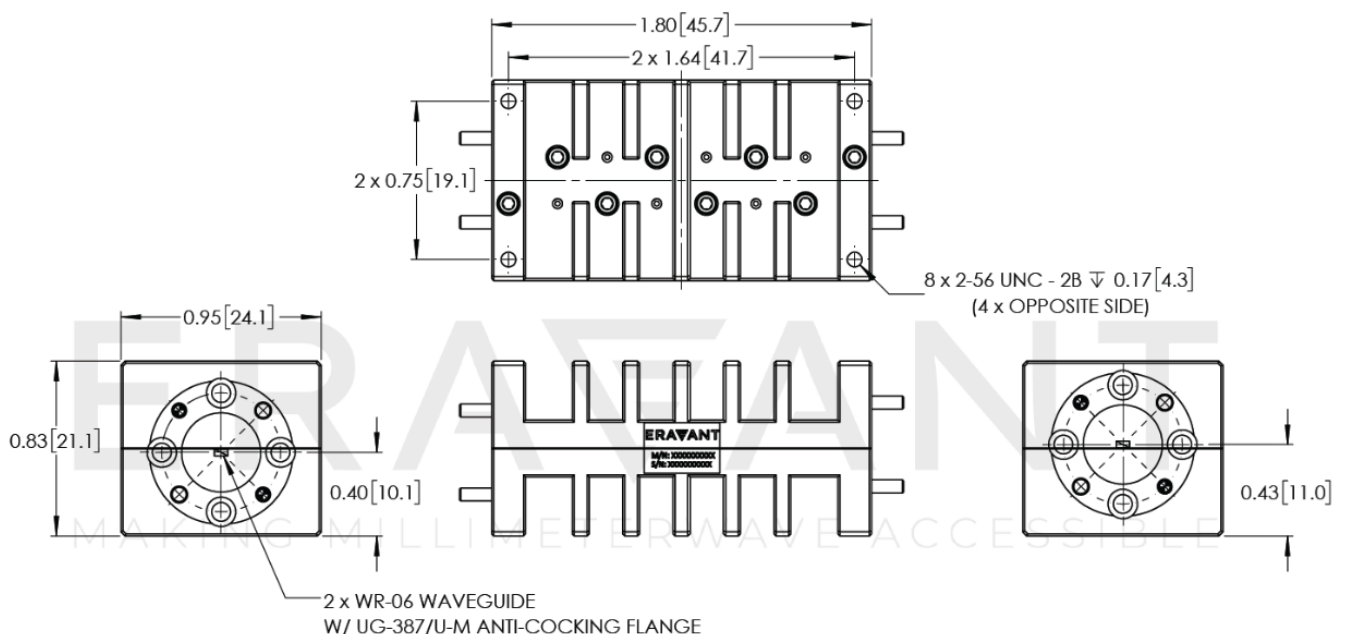 1.80[45.7]
2 x 1.64[41.7]
2 x 0.75[19.1]
8 x 2-56 UNC - 2B ↧ 0.17[4.3]
(4 x OPPOSITE SIDE)
0.95[24.1]
0.83[21.1]
0.40[10.1]
ERAVANT
M/N: XXXXXXXXXX
S/N: XXXXXXXXXX
0.43[11.0]
ERAVANT
MAKING MILLIMETERWAVE ACCESSIBLE
2 x WR-06 WAVEGUIDE
W/ UG-387/U-M ANTI-COCKING FLANGE